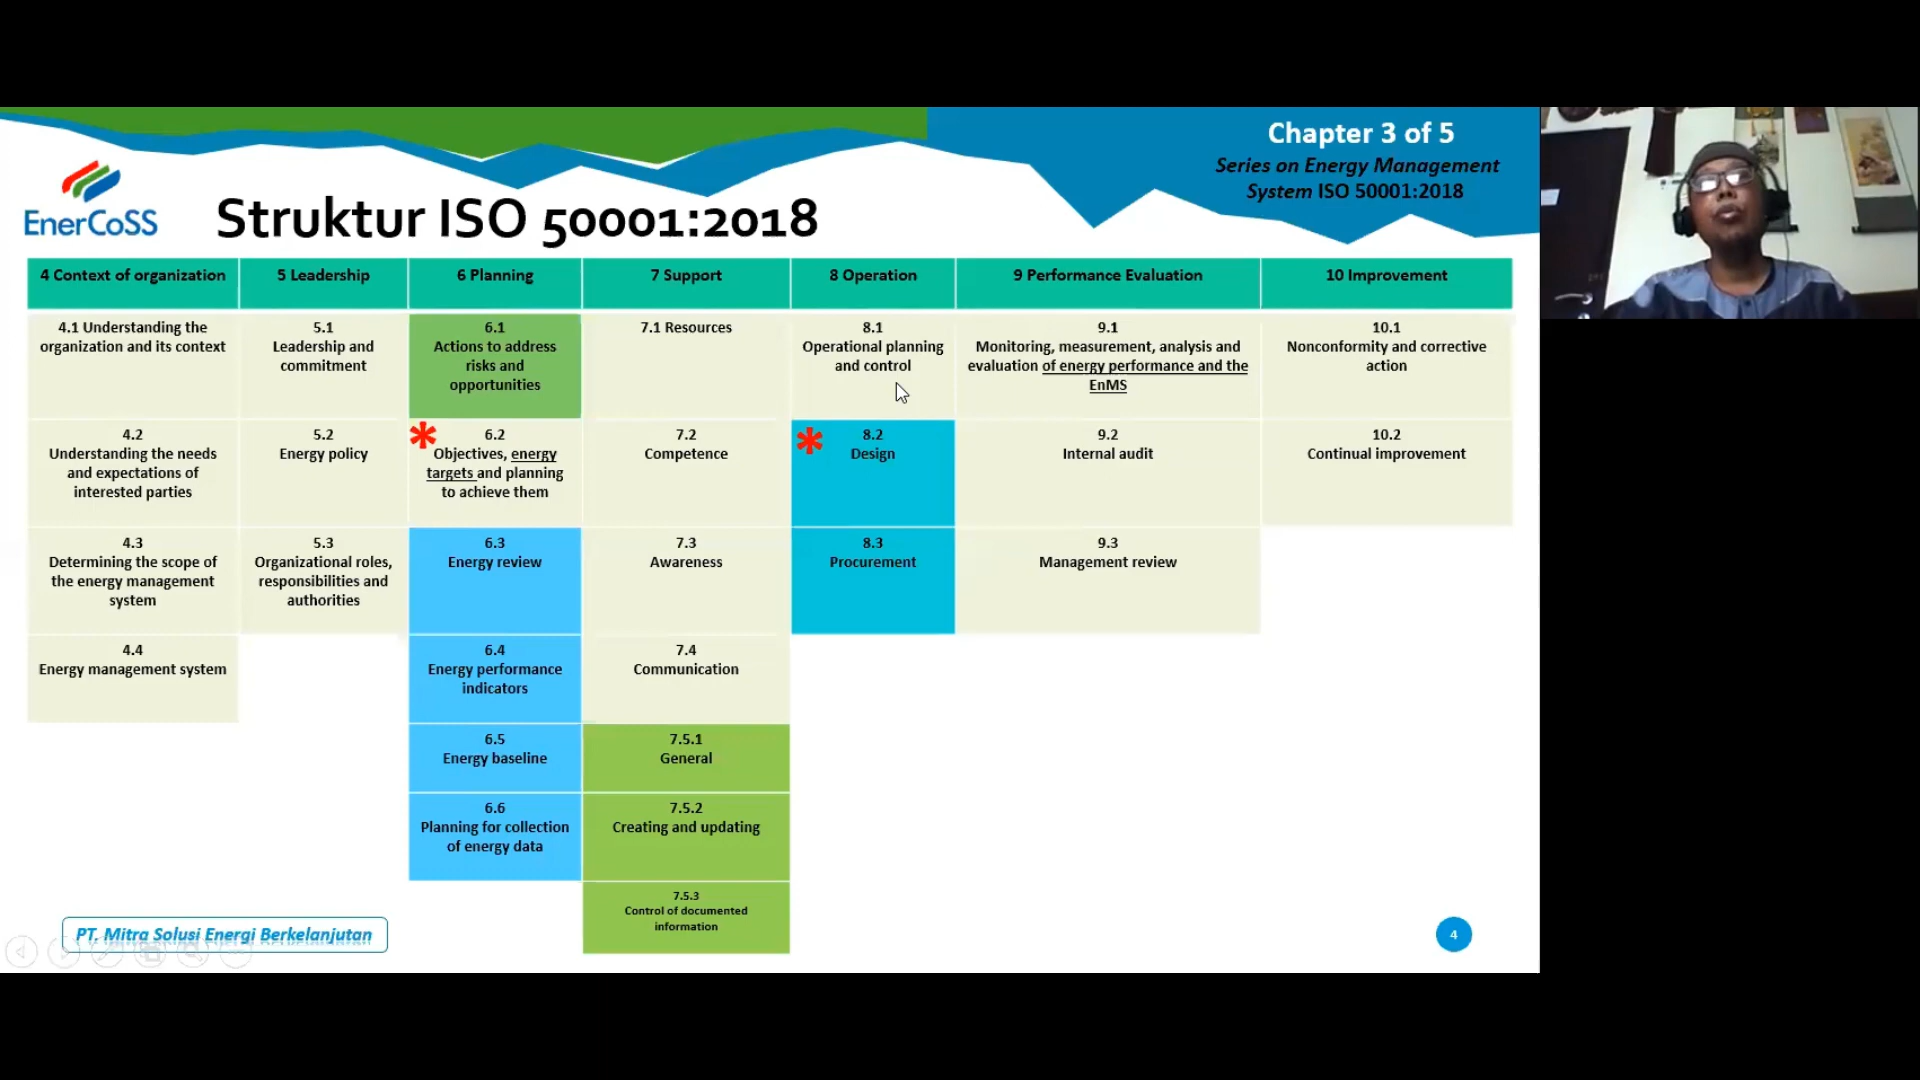 Chapter 3 of 5
Series on Energy Management
System ISO 50001:2018
EnerCoSS
Struktur ISO 50001:2018
4 Context of organization
5 Leadership
6 Planning
7 Support
8 Operation
9 Performance Evaluation
10 Improvement
4.1 Understanding the
organization and its context
5.1
Leadership and
commitment
6.1
Actions to address
risks and
opportunities
7.1 Resources
8.1
Operational planning
and control
9.1
Monitoring, measurement, analysis and
evaluation of energy performance and the
EnMS
10.1
Nonconformity and corrective
action
4.2
Understanding the needs
and expectations of
interested parties
5.2
Energy policy
* 6.2
Objectives, energy
targets and planning
to achieve them
7.2
Competence
* 8.2
Design
9.2
Internal audit
10.2
Continual improvement
4.3
Determining the scope of
the energy management
system
5.3
Organizational roles,
responsibilities and
authorities
6.3
Energy review
7.3
Awareness
8.3
Procurement
9.3
Management review
4.4
Energy management system
6.4
Energy performance
indicators
7.4
Communication
6.5
Energy baseline
7.5.1
General
6.6
Planning for collection
of energy data
7.5.2
Creating and updating
7.5.3
Control of documented
information
PT. Mitra Solusi Energi Berkelanjutan
4